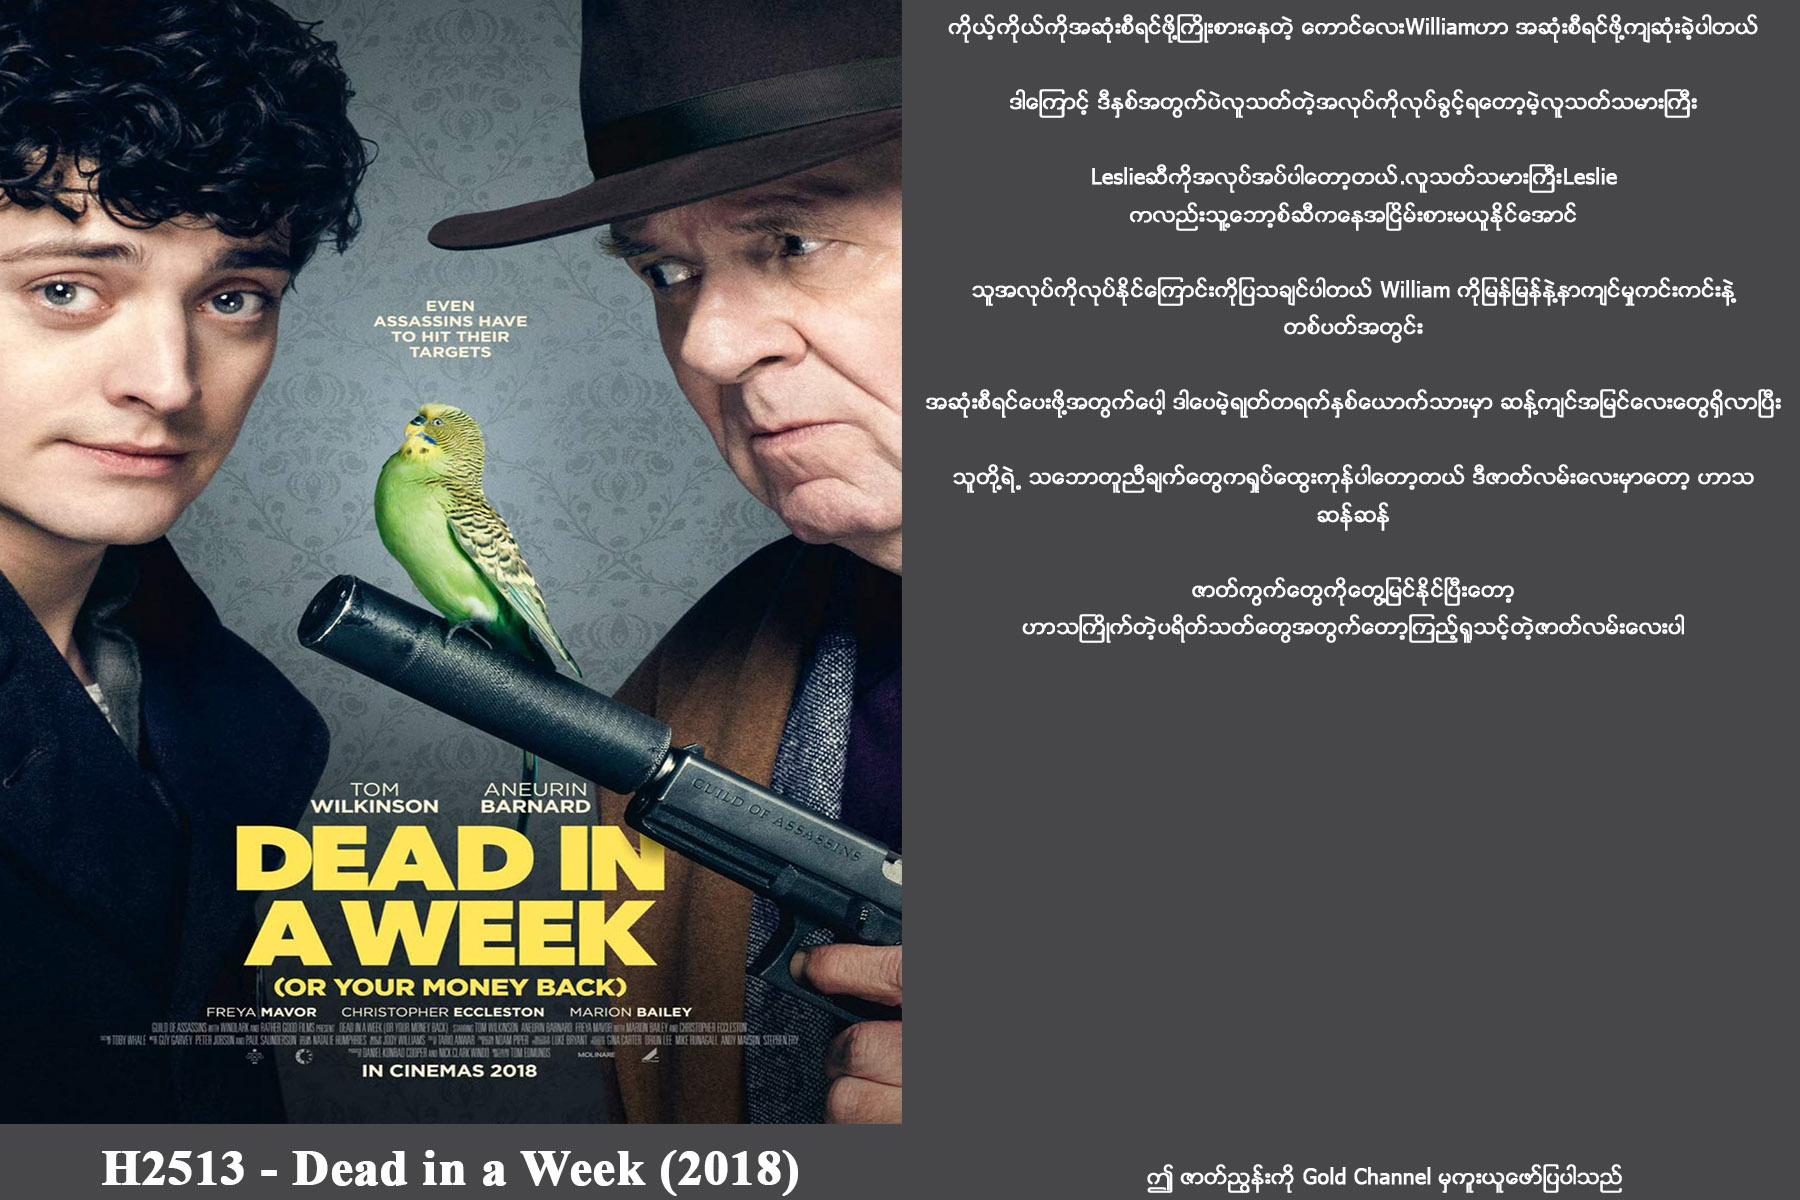 EVEN
ASSASSINS HAVE
TO HIT THEIR
TARGETS
GUILD OF ASSASSINS
TOM WILKINSON
ANEURIN BARNARD
DEAD IN
A WEEK
(OR YOUR MONEY BACK)
FREYA MAVOR CHRISTOPHER ECCLESTON MARION BAILEY
IN CINEMAS 2018
H2513 - Dead in a Week (2018)
ကိုယ့်ကိုယ်ကိုအဆုံးစီရင်ဖို့ကြိုးစားနေတဲ့ ကောင်လေးWilliamဟာ အဆုံးစီရင်ဖို့ကျဆုံးခဲ့ပါတယ်
ဒါကြောင့် ဒီနှစ်အတွက်ပဲလူသတ်တဲ့အလုပ်ကိုလုပ်ခွင့်ရတော့မဲ့လူသတ်သမားကြီး
Leslieဆီကိုအလုပ်အပ်ပါတော့တယ်.လူသတ်သမားကြီးLeslie
ကလည်းသူ့ဘော့စ်ဆီကနေအငြိမ်းစားမယူနိုင်အောင်
သူအလုပ်ကိုလုပ်နိုင်ကြောင်းကိုပြသချင်ပါတယ် William ကိုမြန်မြန်နဲ့နာကျင်မှုကင်းကင်းနဲ့
တစ်ပတ်အတွင်း
အဆုံးစီရင်ပေးဖို့အတွက်ပေါ့ ဒါပေမဲ့ရုတ်တရက်နှစ်ယောက်သားမှာ ဆန့်ကျင်အမြင်လေးတွေရှိလာပြီး
သူတို့ရဲ့ သဘောတူညီချက်တွေကရှုပ်ထွေးကုန်ပါတော့တယ် ဒီဇာတ်လမ်းလေးမှာတော့ ဟာသ
ဆန်ဆန်
ဇာတ်ကွက်တွေကိုတွေ့မြင်နိုင်ပြီးတော့
ဟာသကြိုက်တဲ့ပရိတ်သတ်တွေအတွက်တော့ကြည့်ရှုသင့်တဲ့ဇာတ်လမ်းလေးပါ
ဤ ဇာတ်ညွှန်းကို Gold Channel မှကူးယူဖော်ပြပါသည်